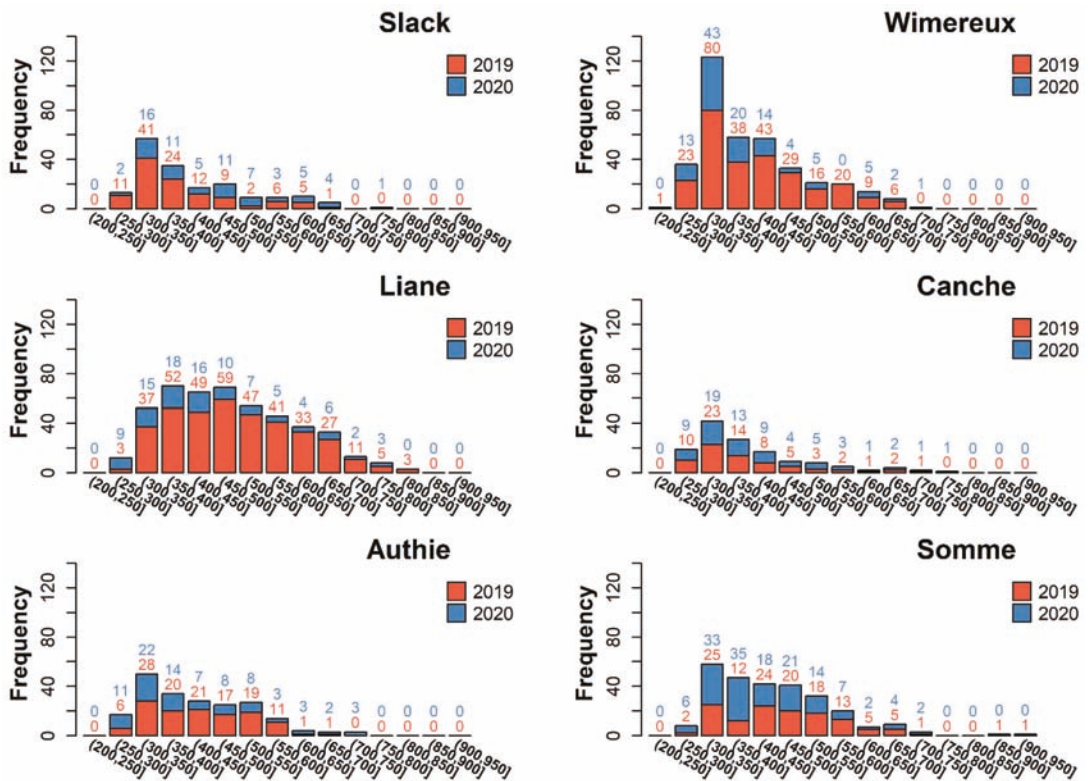 Slack
2019
2020
Frequency
0 40 80 120
0 2 16 11 5 11 7 3 5 4 0 1 0 0 0
0 11 41 24 12 9 2 6 5 1 0 0 0 0 0
(200,250] (250,300] (300,350] (350,400] (400,450] (450,500] (500,550] (550,600] (600,650] (650,700] (700,750] (750,800] (800,850] (850,900] (900,950]
Wimereux
2019
2020
Frequency
0 40 80 120
0 13 43 20 14 4 5 0 5 2 0 0 0 0 0
1 23 80 38 43 29 16 20 9 6 1 0 0 0 0
(200,250] (250,300] (300,350] (350,400] (400,450] (450,500] (500,550] (550,600] (600,650] (650,700] (700,750] (750,800] (800,850] (850,900] (900,950]
Liane
2019
2020
Frequency
0 40 80 120
0 9 15 18 16 10 7 5 4 6 2 3 0 0 0
0 3 37 52 49 59 47 41 33 27 11 5 3 0 0
(200,250] (250,300] (300,350] (350,400] (400,450] (450,500] (500,550] (550,600] (600,650] (650,700] (700,750] (750,800] (800,850] (850,900] (900,950]
Canche
2019
2020
Frequency
0 40 80 120
0 9 19 13 9 4 5 3 1 2 1 1 0 0 0
0 10 23 14 8 5 3 2 1 2 1 0 0 0 0
(200,250] (250,300] (300,350] (350,400] (400,450] (450,500] (500,550] (550,600] (600,650] (650,700] (700,750] (750,800] (800,850] (850,900] (900,950]
Authie
2019
2020
Frequency
0 40 80 120
0 11 22 14 7 8 8 3 3 2 3 0 0 0 0
0 6 28 20 21 17 19 11 1 1 0 0 0 0 0
(200,250] (250,300] (300,350] (350,400] (400,450] (450,500] (500,550] (550,600] (600,650] (650,700] (700,750] (750,800] (800,850] (850,900] (900,950]
Somme
2019
2020
Frequency
0 40 80 120
0 6 33 35 18 21 14 7 2 4 2 0 0 0 0
0 2 25 12 24 20 18 13 5 5 1 0 0 1 1
(200,250] (250,300] (300,350] (350,400] (400,450] (450,500] (500,550] (550,600] (600,650] (650,700] (700,750] (750,800] (800,850] (850,900] (900,950]